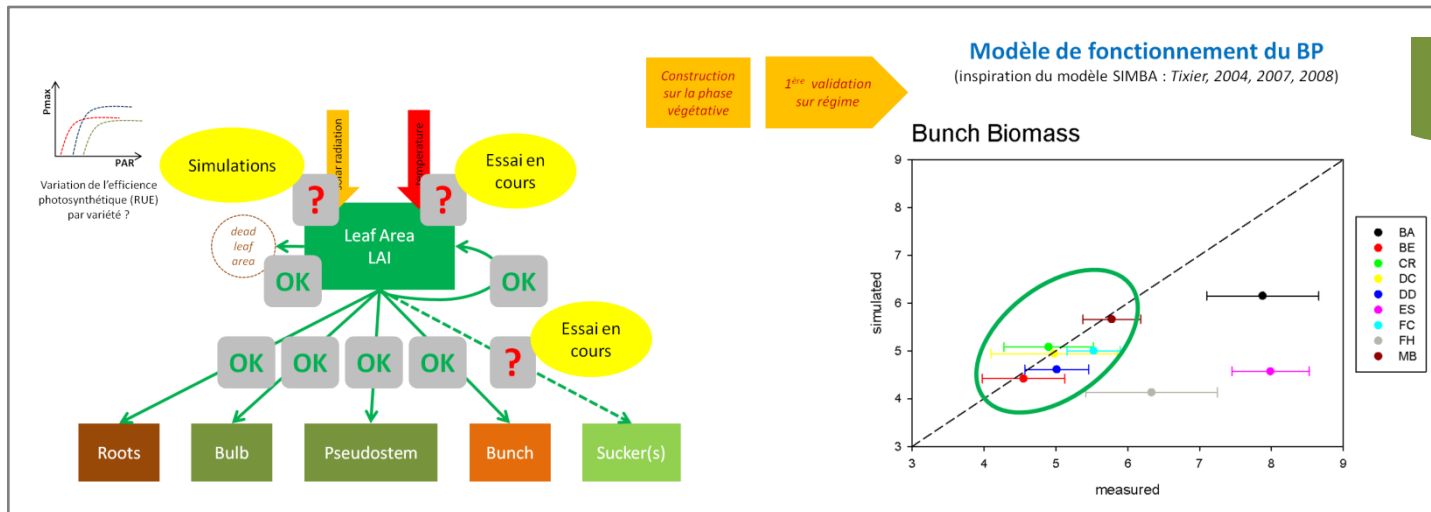 Pmax
PAR
Variation de l'efficience
photosynthétique (RUE)
par variété ?
Simulations
solar radiation
temperature
Essai en
cours
?
?
dead
leaf
area
Leaf Area
LAI
OK
OK
Essai en
cours
OK
OK
OK
OK
?
Roots
Bulb
Pseudostem
Bunch
Sucker(s)
Construction
sur la phase
végétative
1ère validation
sur régime
Modèle de fonctionnement du BP
(inspiration du modèle SIMBA : Tixier, 2004, 2007, 2008)
Bunch Biomass
simulated
9
8
7
6
5
4
3
3 4 5 6 7 8 9
measured
BA
BE
CR
DC
DD
ES
FC
FH
MB